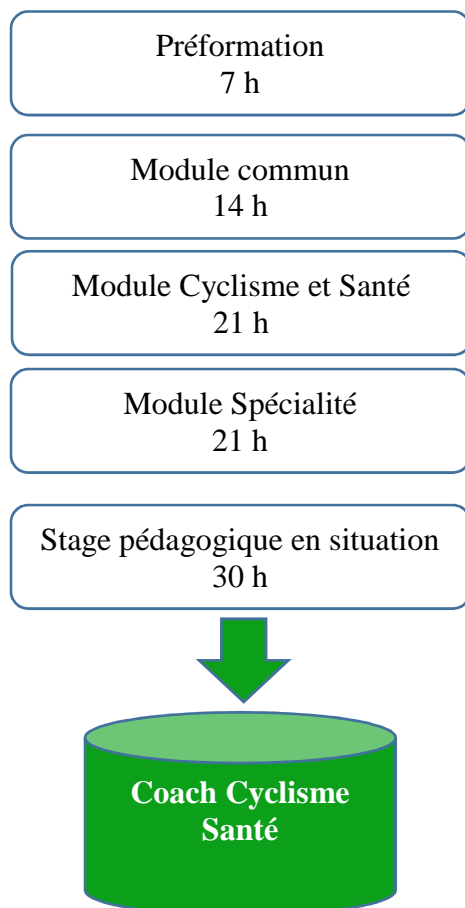 Préformation
7 h
Module commun
14 h
Module Cyclisme et Santé
21 h
Module Spécialité
21 h
Stage pédagogique en situation
30 h
Coach Cyclisme
Santé